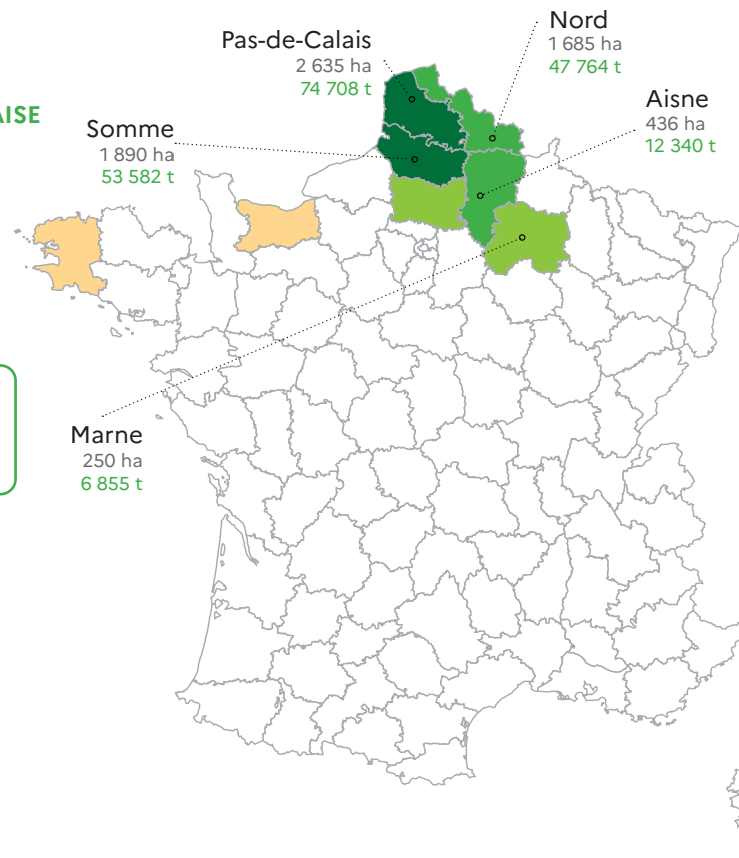 Nord
1 685 ha
47 764 t
Pas-de-Calais
2 635 ha
74 708 t
Aisne
436 ha
12 340 t
Somme
1 890 ha
53 582 t
Marne
250 ha
6 855 t